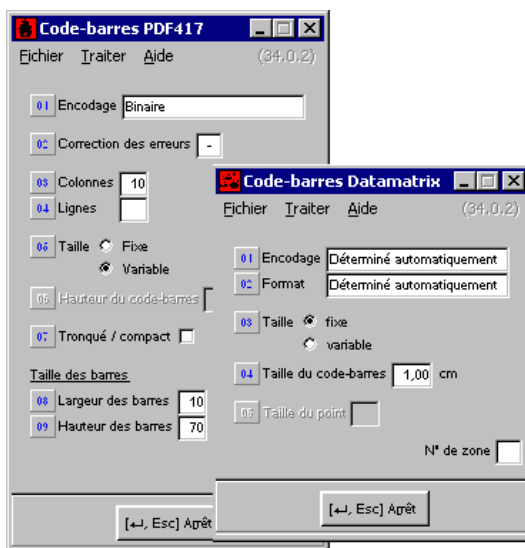 Code-barres PDF417
Fichier Traiter Aide (34.0.2)
01 Encodage Binaire
02 Correction des erreurs -
03 Colonnes 10
04 Lignes
05 Taille Fixe
Variable
06 Hauteur du code-barres
07 Tronqué / compact
Taille des barres
08 Largeur des barres 10
09 Hauteur des barres 70
[↵, Esc] Arrêt
Code-barres Datamatrix
Fichier Traiter Aide (34.0.2)
01 Encodage Déterminé automatiquement
02 Format Déterminé automatiquement
03 Taille fixe
variable
04 Taille du code-barres 1,00 cm
05 Taille du point
N° de zone
[↵, Esc] Arrêt